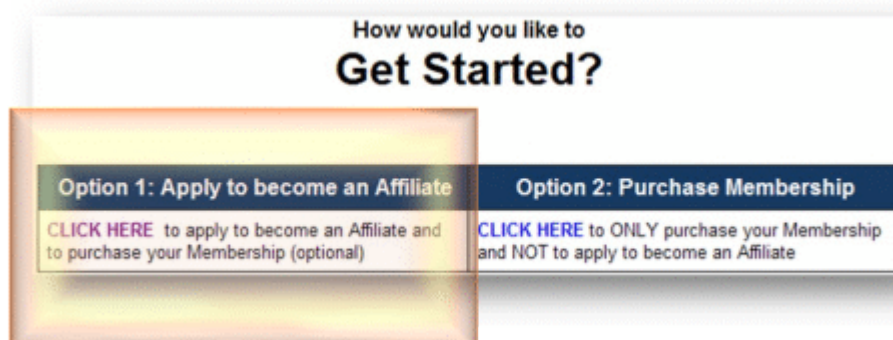 How would you like to
Get Started?
Option 1: Apply to become an Affiliate
CLICK HERE to apply to become an Affiliate and
to purchase your Membership (optional)
Option 2: Purchase Membership
CLICK HERE to ONLY purchase your Membership
and NOT to apply to become an Affiliate